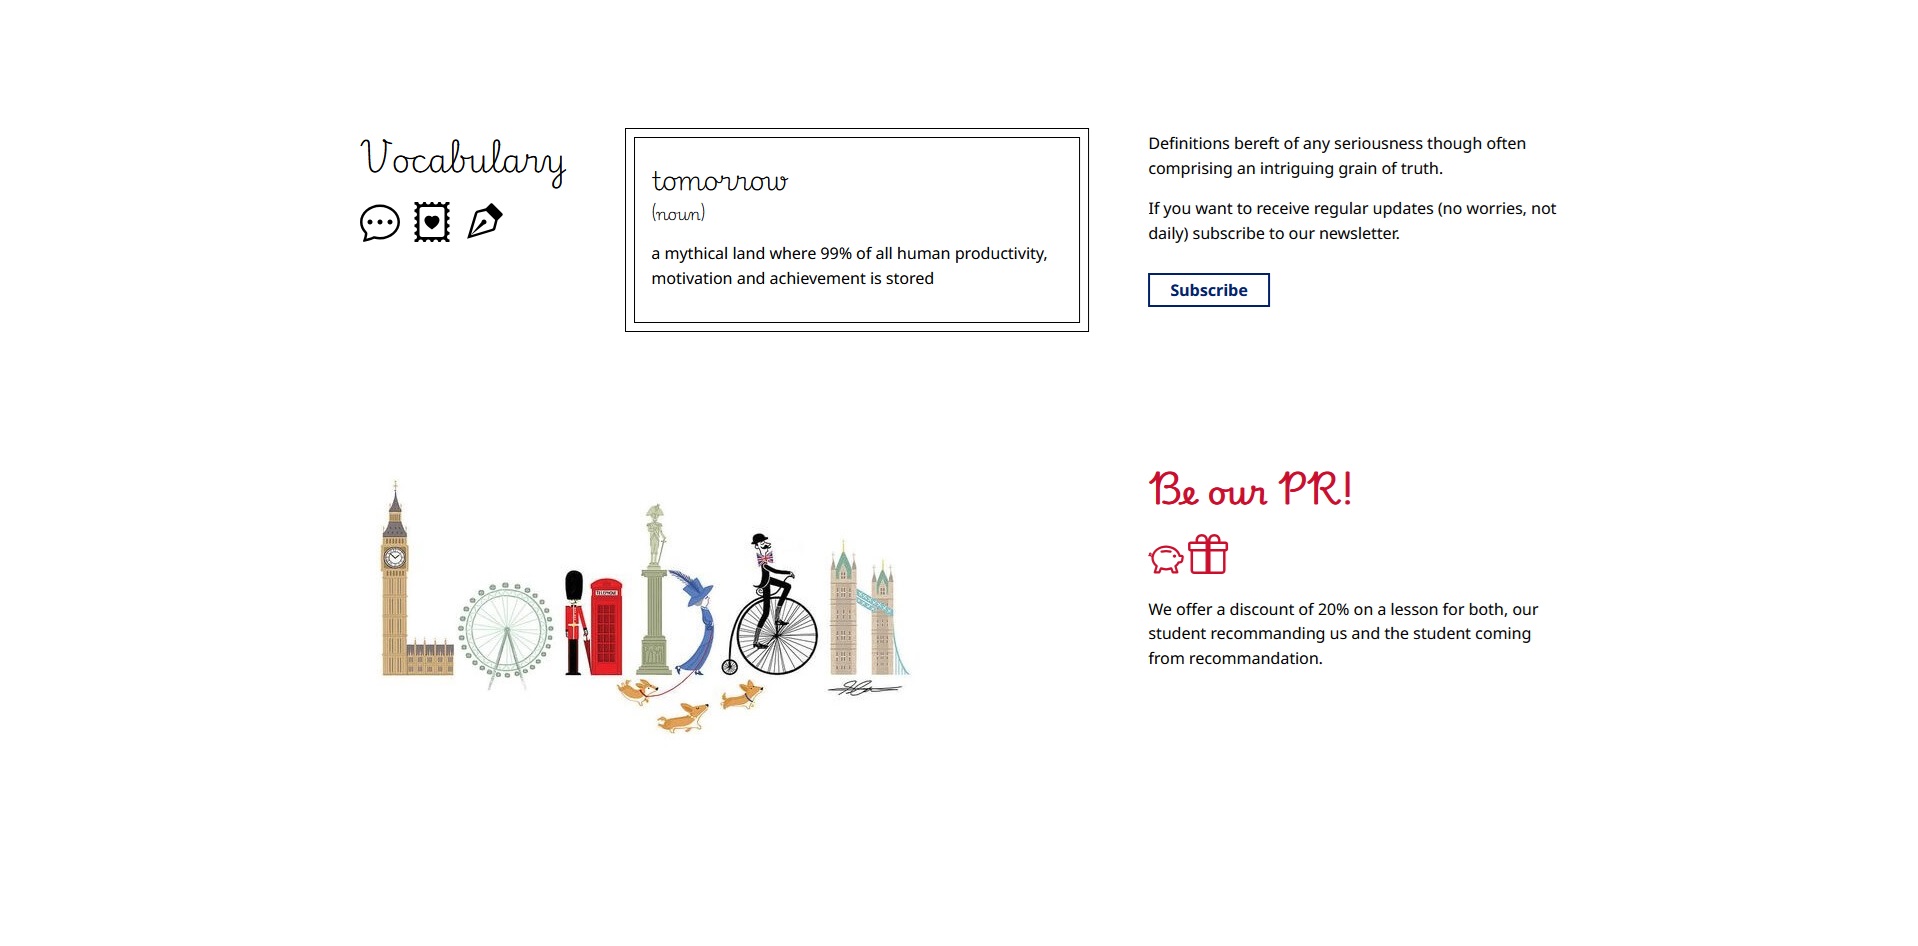 Vocabulary
tomorrow
(noun)
a mythical land where 99% of all human productivity,
motivation and achievement is stored
Definitions bereft of any seriousness though often
comprising an intriguing grain of truth.
If you want to receive regular updates (no worries, not
daily) subscribe to our newsletter.
Subscribe
TELEPHONE
Be our PR!
We offer a discount of 20% on a lesson for both, our
student recommanding us and the student coming
from recommandation.